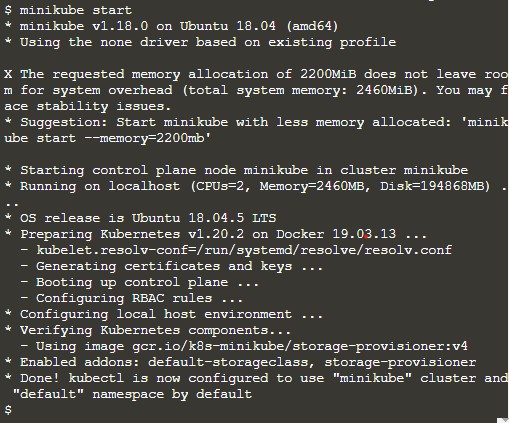 $ minikube start
* minikube v1.18.0 on Ubuntu 18.04 (amd64)
* Using the none driver based on existing profile
X The requested memory allocation of 2200MiB does not leave roo
m for system overhead (total system memory: 2460MiB). You may f
ace stability issues.
* Suggestion: Start minikube with less memory allocated: 'minik
ube start --memory=2200mb'
* Starting control plane node minikube in cluster minikube
* Running on localhost (CPUs=2, Memory=2460MB, Disk=194868MB) .
..
* OS release is Ubuntu 18.04.5 LTS
* Preparing Kubernetes v1.20.2 on Docker 19.03.13 ...
  - kubelet.resolv-conf=/run/systemd/resolve/resolv.conf
  - Generating certificates and keys ...
  - Booting up control plane ...
  - Configuring RBAC rules ...
* Configuring local host environment ...
* Verifying Kubernetes components...
  - Using image gcr.io/k8s-minikube/storage-provisioner:v4
* Enabled addons: default-storageclass, storage-provisioner
* Done! kubectl is now configured to use "minikube" cluster and
 "default" namespace by default
$